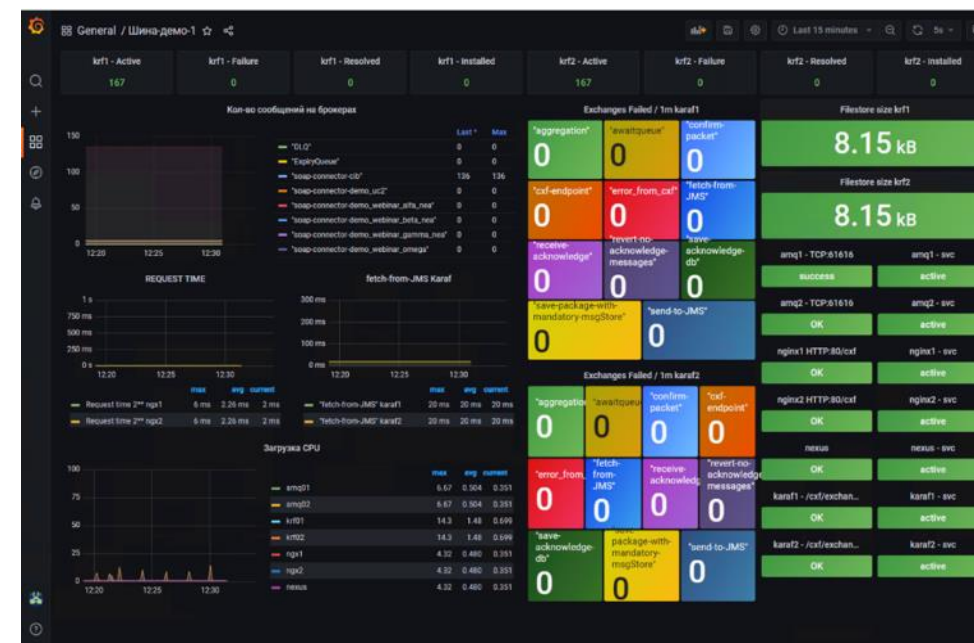 General / Шина-демо-1
Last 15 minutes
5s
krf1 - Active
krf1 - Failure
krf1 - Resolved
krf1 - Installed
krf2 - Active
krf2 - Failure
krf2 - Resolved
krf2 - Installed
167
0
0
0
167
0
0
0
Кол-во сообщений на брокерах
150
100
50
0
12:20
12:25
12:30
Last *
Max
"DLQ" 0 0
"ExpiryQueue" 0 0
"soap-connector-cib" 136 136
"soap-connector-demo_uc2" 0 0
"soap-connector-demo_webinar_alfa_nea" 0 0
"soap-connector-demo_webinar_beta_nea" 0 0
"soap-connector-demo_webinar_gamma_nea" 0 0
"soap-connector-demo_webinar_omega" 0 0
REQUEST TIME
1 s
750 ms
500 ms
250 ms
0 s
12:20
12:25
12:30
max avg current
Request time 2** ngx1 6 ms 2.26 ms 2 ms
Request time 2** ngx2 6 ms 2.26 ms 2 ms
fetch-from-JMS Karaf
300 ms
200 ms
100 ms
0 ms
12:20
12:25
12:30
max avg current
"fetch-from-JMS" karaf1 20 ms 20 ms 20 ms
"fetch-from-JMS" karaf2 20 ms 20 ms 20 ms
Загрузка CPU
100
75
50
25
0
12:20
12:25
12:30
max avg current
amq01 6.67 0.504 0.351
amq02 6.67 0.504 0.351
krf01 14.3 1.48 0.699
krf02 14.3 1.48 0.699
ngx1 4.32 0.480 0.351
ngx2 4.32 0.480 0.351
nexus 4.32 0.480 0.351
Exchanges Failed / 1m karaf1
"aggregation"
0
"awaitqueue"
0
"confirm-
packet"
0
"cxf-endpoint"
0
"error_from_cxf"
0
"fetch-from-
JMS"
0
"receive-
acknowledge"
0
"revert-no-
acknowledge-
messages"
0
"save-
acknowledge-
db"
0
"save-package-with-
mandatory-msgStore"
0
"send-to-JMS"
0
Exchanges Failed / 1m karaf2
"aggregatio
0
"awaitqueu
0
"confirm-
packet"
0
"cxf-
endpoint"
0
"error_from_
0
"fetch-
from-
JMS"
0
"receive-
acknowledg
0
"revert-no-
acknowledge
messages"
0
"save-
acknowledge-
db"
0
package-with-
mandatory-
msgStore"
0
"send-to-JMS"
0
Filestore size krf1
8.15 kB
Filestore size krf2
8.15 kB
amq1 - TCP:61616
success
amq1 - svc
active
amq2 - TCP:61616
OK
amq2 - svc
active
nginx1 HTTP:80/cxf
OK
nginx1 - svc
active
nginx2 HTTP:80/cxf
OK
nginx2 - svc
active
nexus
OK
nexus - svc
active
karaf1 - /cxf/exchan...
OK
karaf1 - svc
active
karaf2 - /cxf/exchan...
OK
karaf2 - svc
active